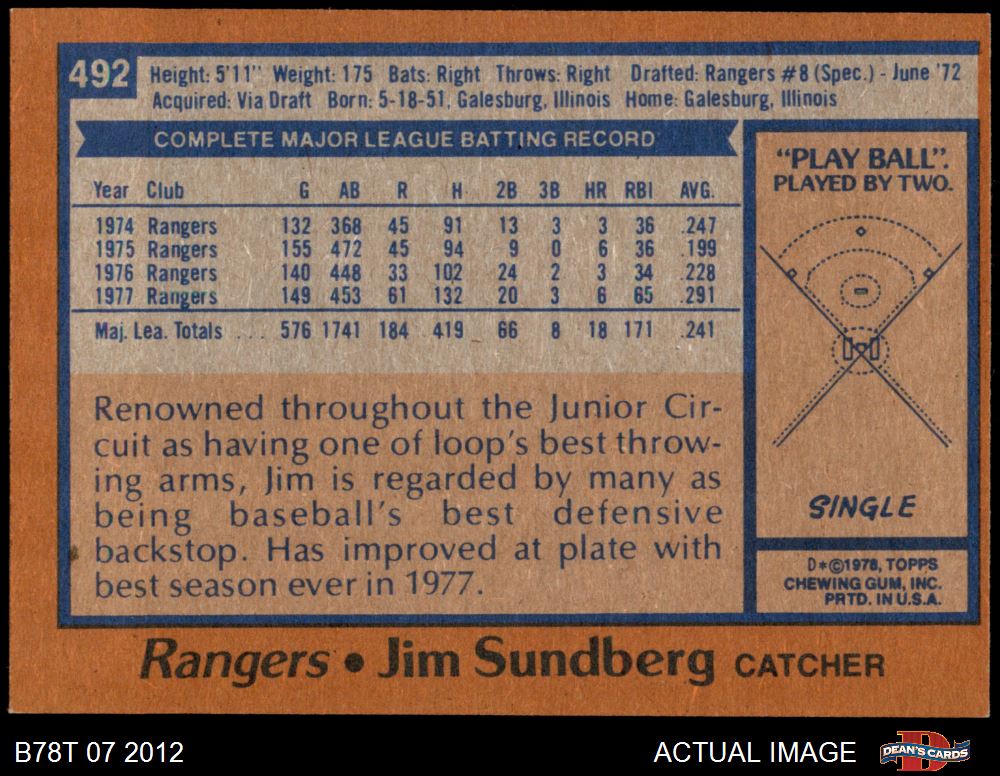 492
Height: 5'11" Weight: 175 Bats: Right Throws: Right Drafted: Rangers #8 (Spec.) - June '72
Acquired: Via Draft Born: 5-18-51, Galesburg, Illinois Home: Galesburg, Illinois
COMPLETE MAJOR LEAGUE BATTING RECORD
Year Club G AB R H 2B 3B HR RBI AVG.
1974 Rangers 132 368 45 91 13 3 3 36 .247
1975 Rangers 155 472 45 94 9 0 6 36 .199
1976 Rangers 140 448 33 102 24 2 3 34 .228
1977 Rangers 149 453 61 132 20 3 6 65 .291
Maj. Lea. Totals . . . 576 1741 184 419 66 8 18 171 .241
Renowned throughout the Junior Cir-
cuit as having one of loop's best throw-
ing arms, Jim is regarded by many as
being baseball's best defensive
backstop. Has improved at plate with
best season ever in 1977.
"PLAY BALL".
PLAYED BY TWO.
SINGLE
D*©1978, TOPPS
CHEWING GUM, INC.
PRTD. IN U.S.A.
Rangers • Jim Sundberg CATCHER
B78T 07 2012
ACTUAL IMAGE
DEAN'S CARDS